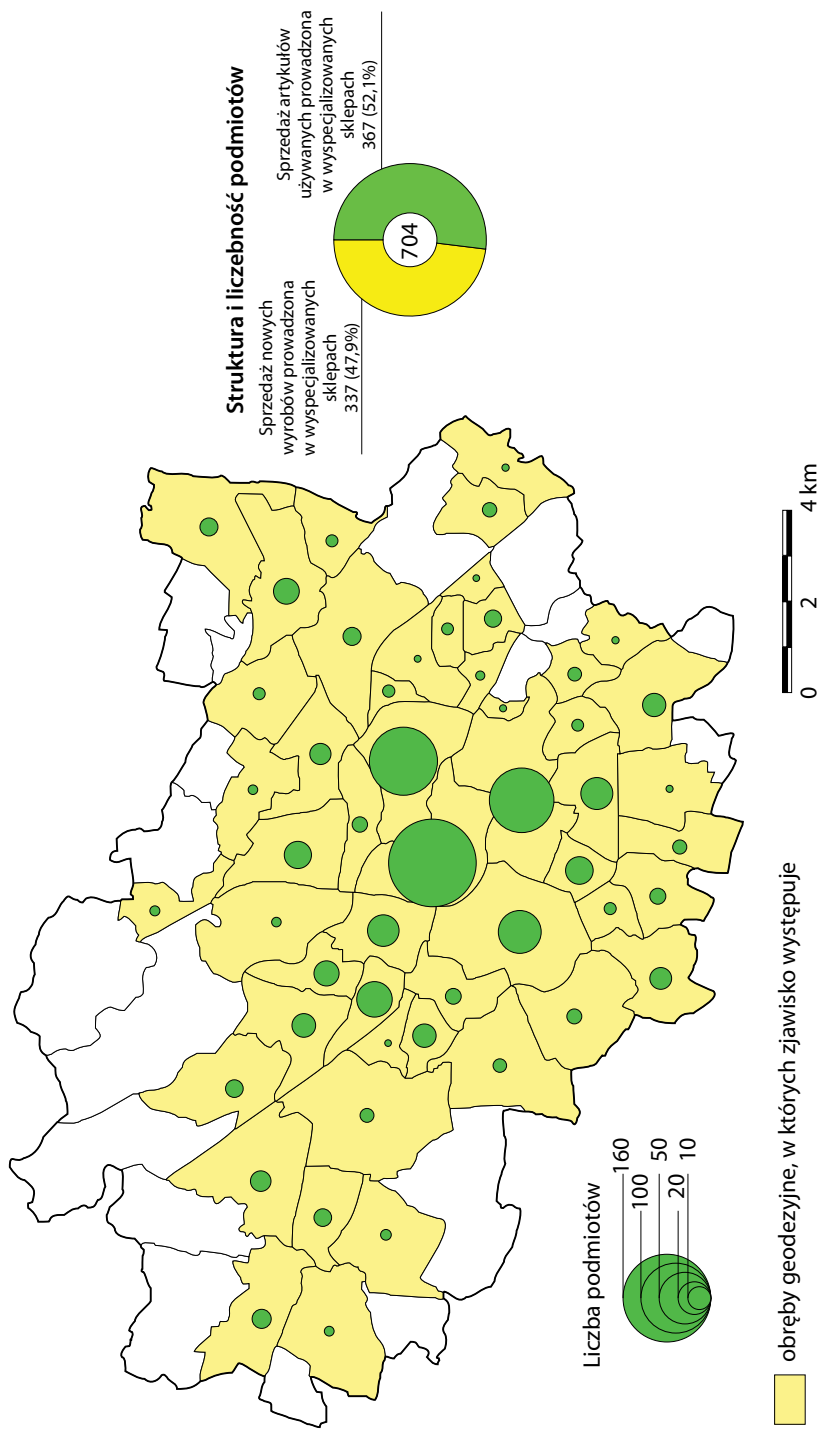 Struktura i liczebność podmiotów
Sprzedaż nowych
wyrobów prowadzona
w wyspecjalizowanych
sklepach
337 (47,9%)
Sprzedaż artykułów
używanych prowadzona
w wyspecjalizowanych
sklepach
367 (52,1%)
704
Liczba podmiotów
160
100
50
20
10
0
2
4 km
obręby geodezyjne, w których zjawisko występuje